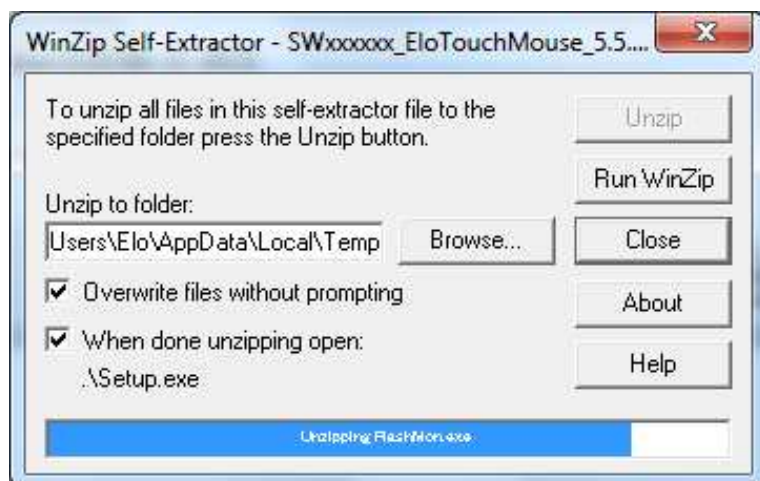 WinZip Self-Extractor - SWxxxxxx_EloTouchMouse_5.5....
To unzip all files in this self-extractor file to the
specified folder press the Unzip button.
Unzip
Run WinZip
Unzip to folder:
Users\Elo\AppData\Local\Temp
Browse...
Close
Overwrite files without prompting
About
When done unzipping open:
.\Setup.exe
Help
Unzipping FlashMon.exe